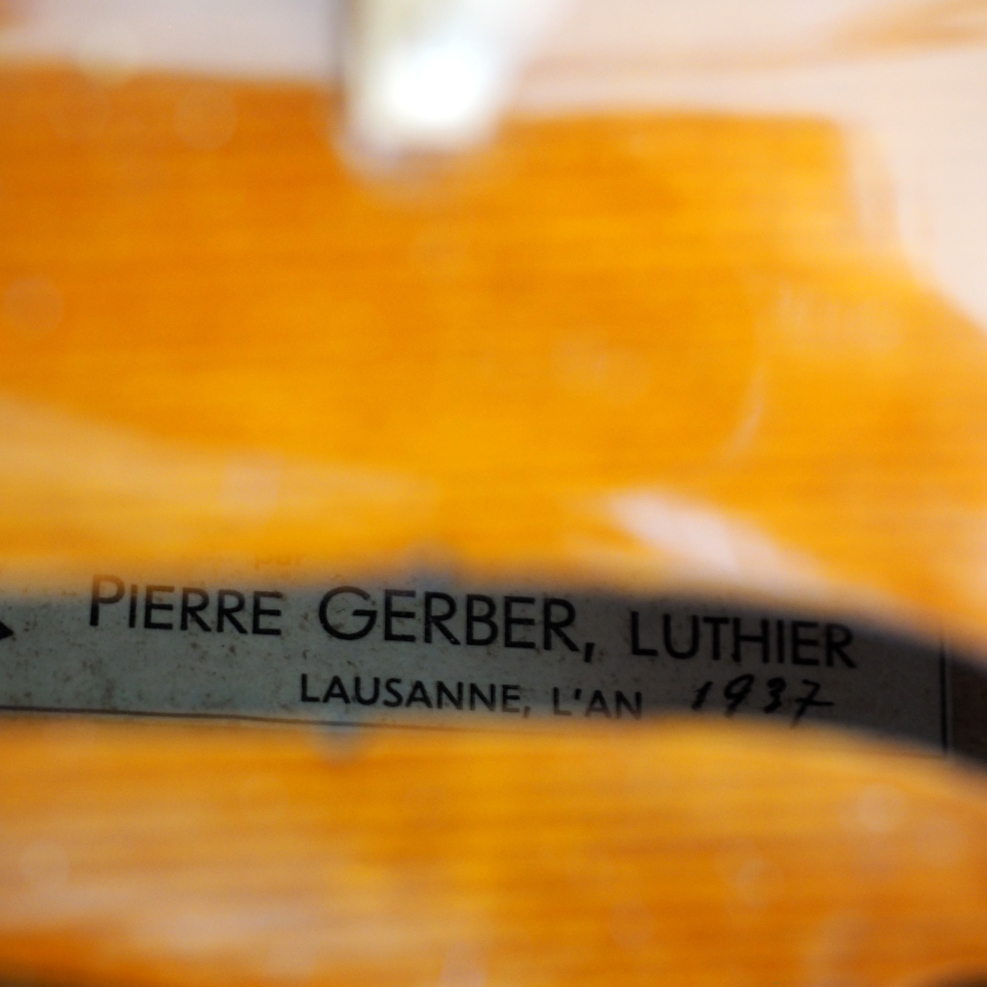 PIERRE GERBER, LUTHIER
LAUSANNE, L'AN 1937